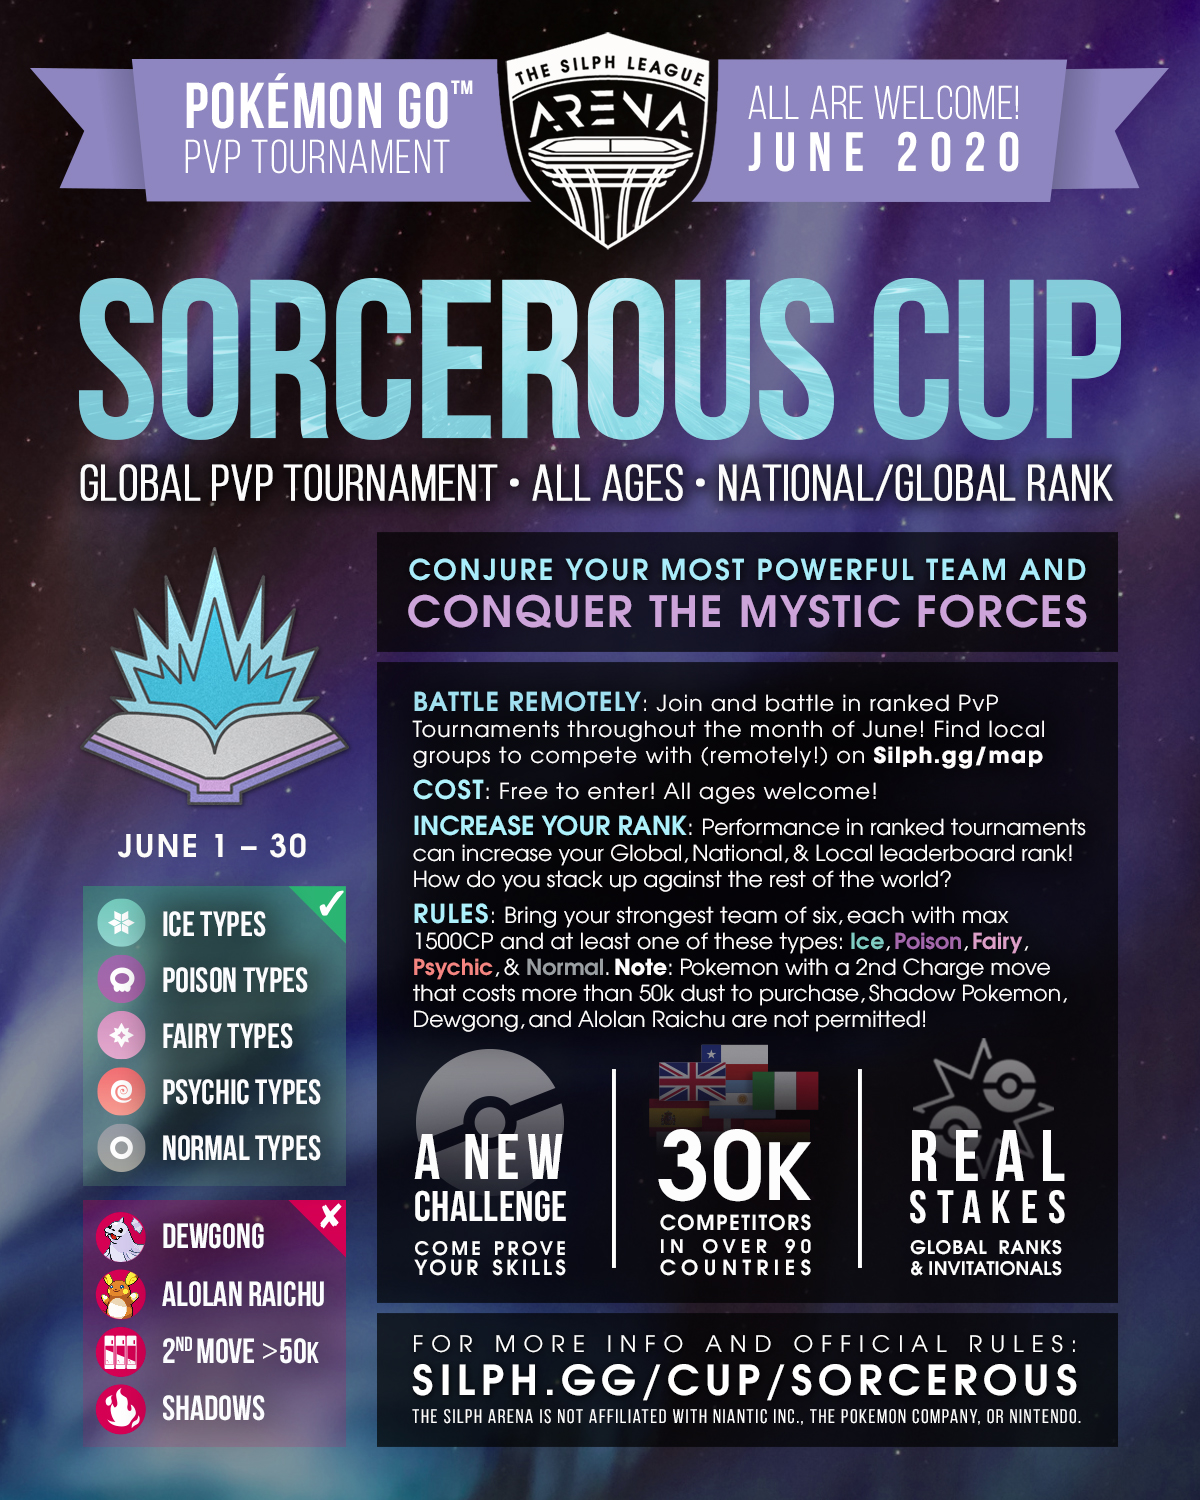 POKÉMON GO™
PVP TOURNAMENT
THE SILPH LEAGUE
ARENA
ALL ARE WELCOME!
JUNE 2020
SORCEROUS CUP
GLOBAL PVP TOURNAMENT • ALL AGES • NATIONAL/GLOBAL RANK
CONJURE YOUR MOST POWERFUL TEAM AND
CONQUER THE MYSTIC FORCES
JUNE 1 – 30
ICE TYPES
POISON TYPES
FAIRY TYPES
PSYCHIC TYPES
NORMAL TYPES
DEWGONG
ALOLAN RAICHU
2ND MOVE >50K
SHADOWS
BATTLE REMOTELY: Join and battle in ranked PvP
Tournaments throughout the month of June! Find local
groups to compete with (remotely!) on Silph.gg/map
COST: Free to enter! All ages welcome!
INCREASE YOUR RANK: Performance in ranked tournaments
can increase your Global, National, & Local leaderboard rank!
How do you stack up against the rest of the world?
RULES: Bring your strongest team of six, each with max
1500CP and at least one of these types: Ice, Poison, Fairy,
Psychic, & Normal. Note: Pokemon with a 2nd Charge move
that costs more than 50k dust to purchase, Shadow Pokemon,
Dewgong, and Alolan Raichu are not permitted!
A NEW
CHALLENGE
COME PROVE
YOUR SKILLS
30K
COMPETITORS
IN OVER 90
COUNTRIES
REAL
STAKES
GLOBAL RANKS
& INVITATIONALS
FOR MORE INFO AND OFFICIAL RULES:
SILPH.GG/CUP/SORCEROUS
THE SILPH ARENA IS NOT AFFILIATED WITH NIANTIC INC., THE POKEMON COMPANY, OR NINTENDO.